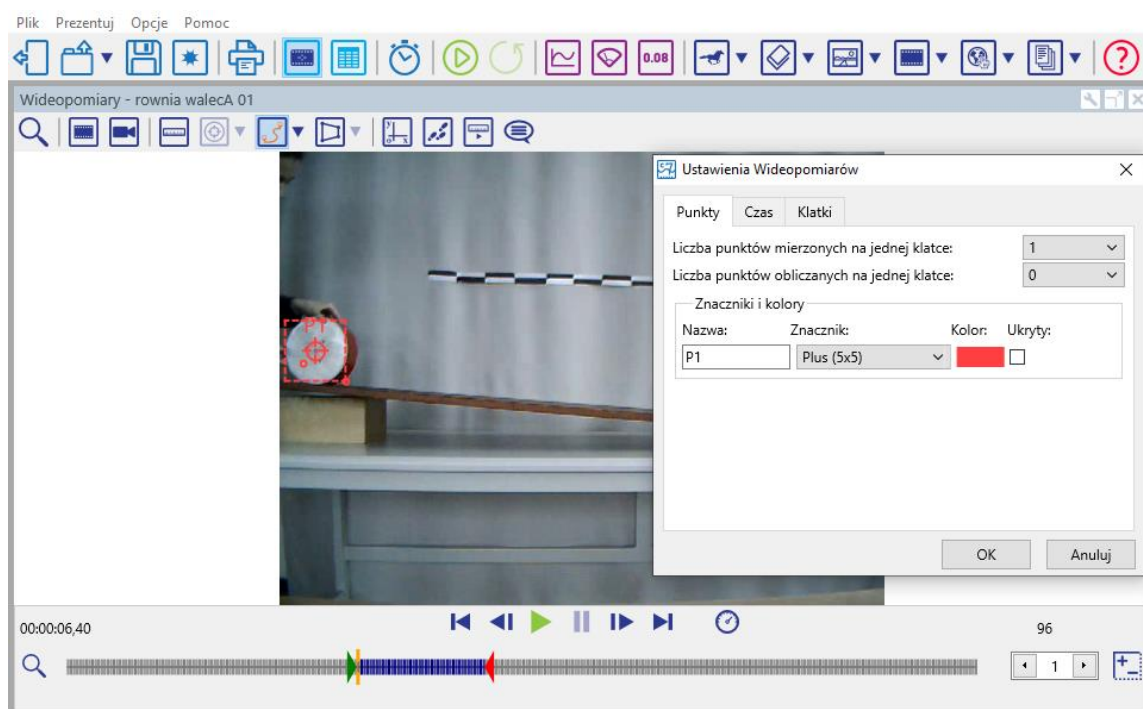 Plik Prezentuj Opcje Pomoc
0.08
?
Wideopomiary - rownia walecA 01
Ustawienia Wideopomiarów
Punkty Czas Klatki
Liczba punktów mierzonych na jednej klatce: 1
Liczba punktów obliczanych na jednej klatce: 0
Znaczniki i kolory
Nazwa: Znacznik: Kolor: Ukryty:
P1 Plus (5x5)
P1
OK Anuluj
00:00:06,40 96
1